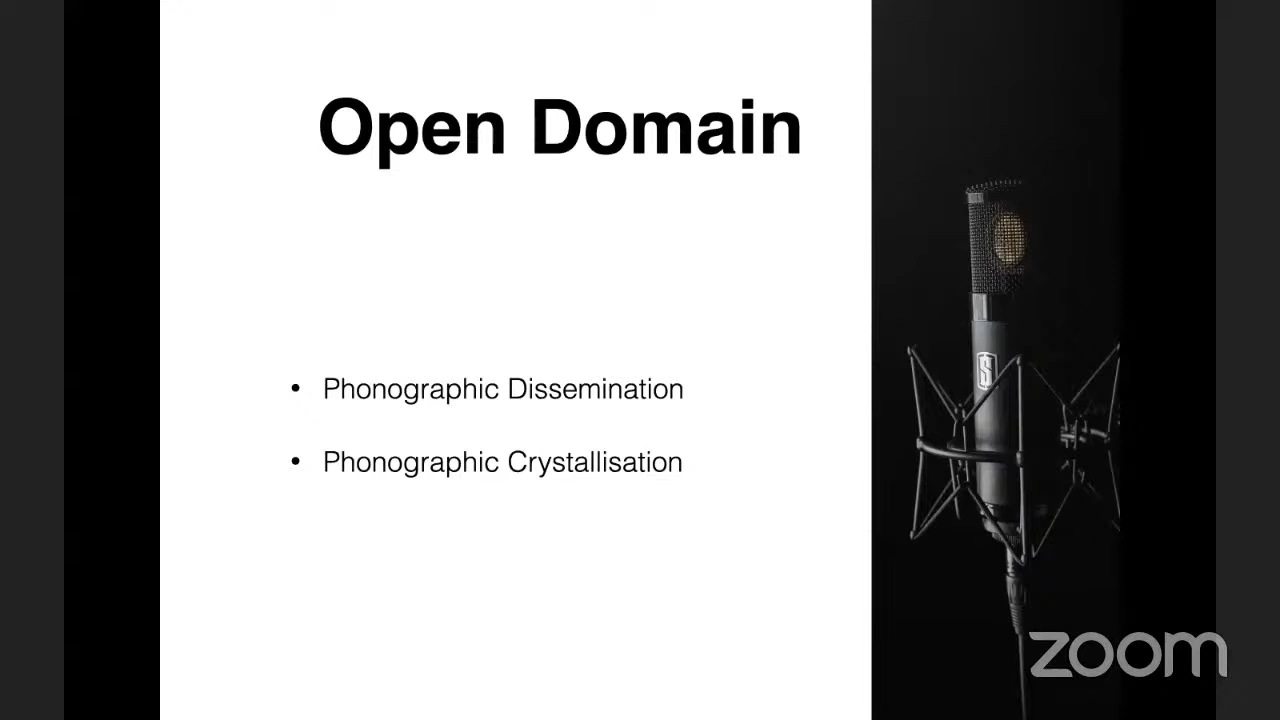 Open Domain
• Phonographic Dissemination
• Phonographic Crystallisation
S
zoom